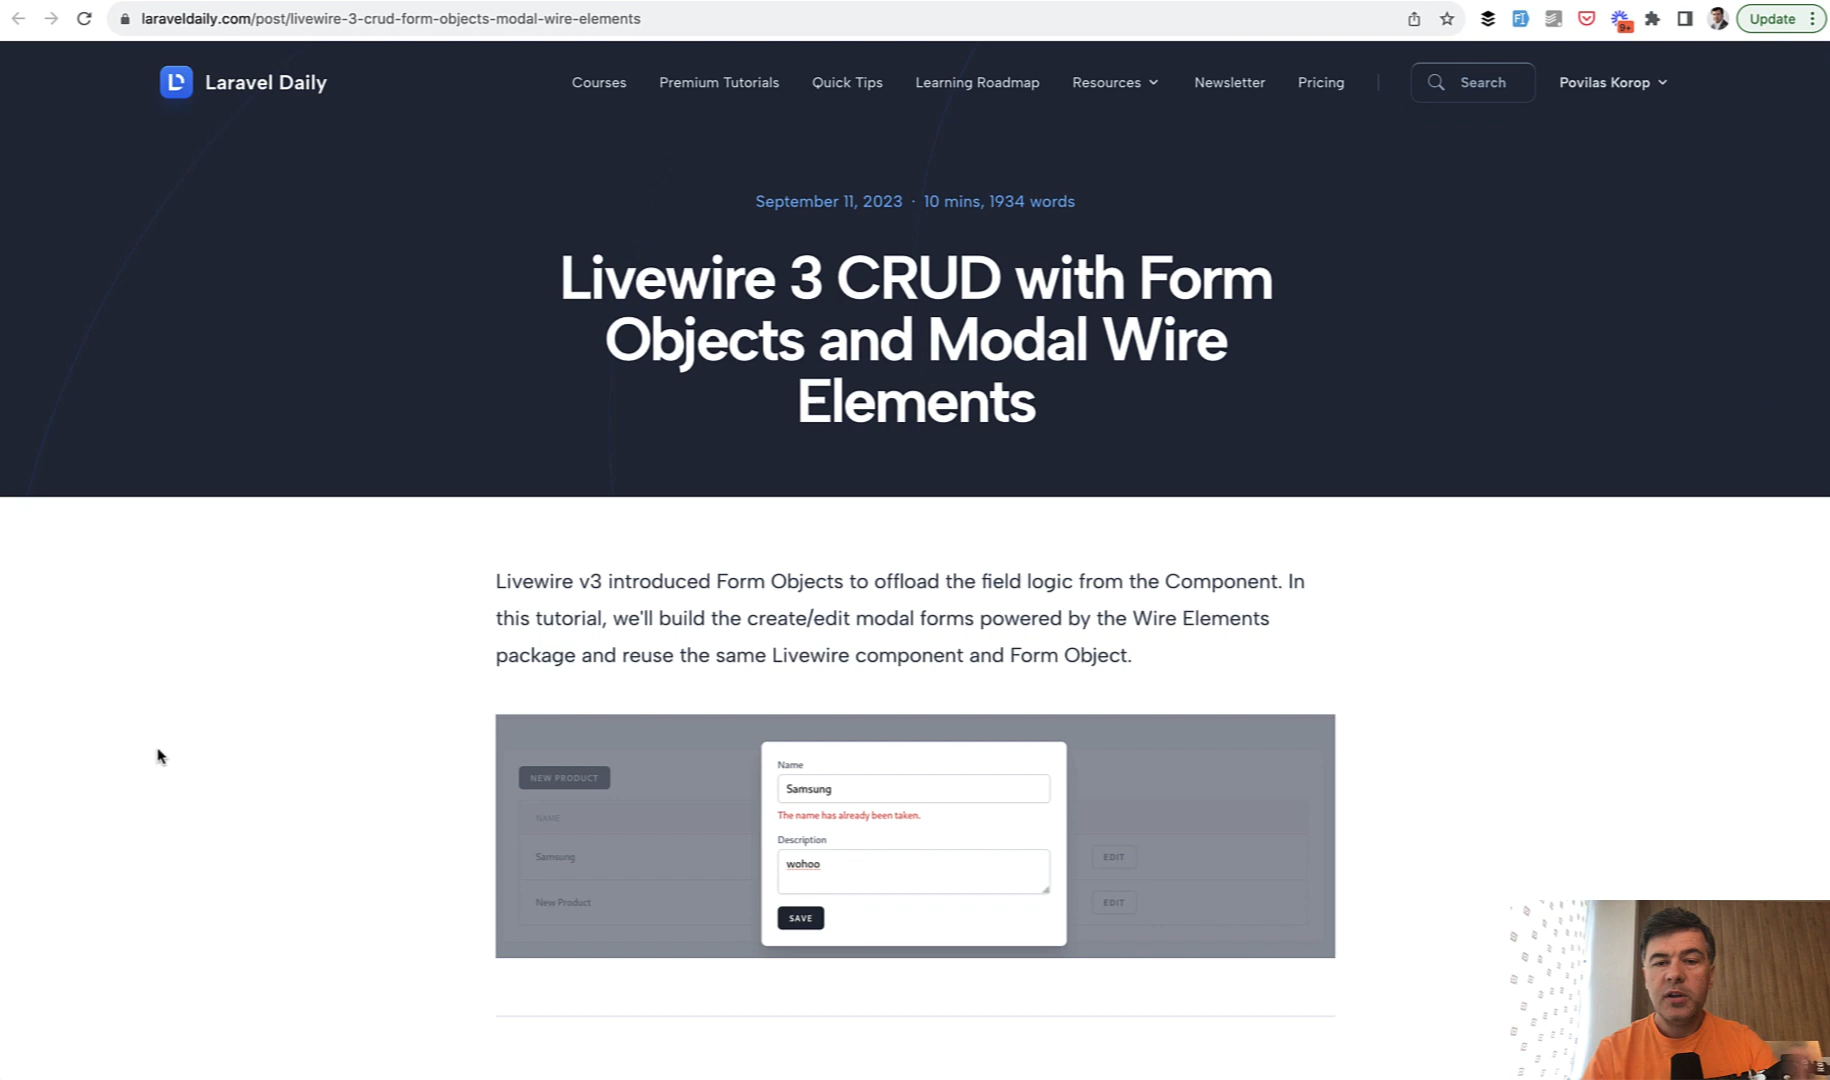 laraveldaily.com/post/livewire-3-crud-form-objects-modal-wire-elements
9+
Update
Laravel Daily
Courses
Premium Tutorials
Quick Tips
Learning Roadmap
Resources
Newsletter
Pricing
Search
Povilas Korop
September 11, 2023 · 10 mins, 1934 words
Livewire 3 CRUD with Form
Objects and Modal Wire
Elements
Livewire v3 introduced Form Objects to offload the field logic from the Component. In
this tutorial, we'll build the create/edit modal forms powered by the Wire Elements
package and reuse the same Livewire component and Form Object.
NEW PRODUCT
NAME
Samsung
EDIT
New Product
EDIT
Name
Samsung
The name has already been taken.
Description
wohoo
SAVE